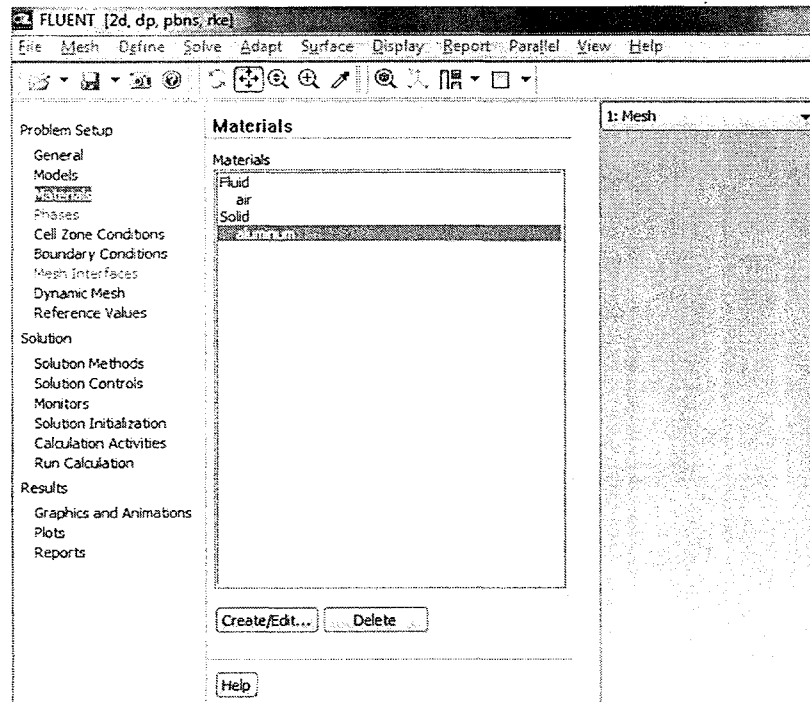 FLUENT [2d, dp, pbns, rke]
File Mesh Define Solve Adapt Surface Display Report Parallel View Help
Problem Setup
General
Models
Materials
Phases
Cell Zone Conditions
Boundary Conditions
Mesh Interfaces
Dynamic Mesh
Reference Values
Solution
Solution Methods
Solution Controls
Monitors
Solution Initialization
Calculation Activities
Run Calculation
Results
Graphics and Animations
Plots
Reports
Materials
Materials
Fluid
air
Solid
aluminum
Create/Edit... Delete
Help
1: Mesh